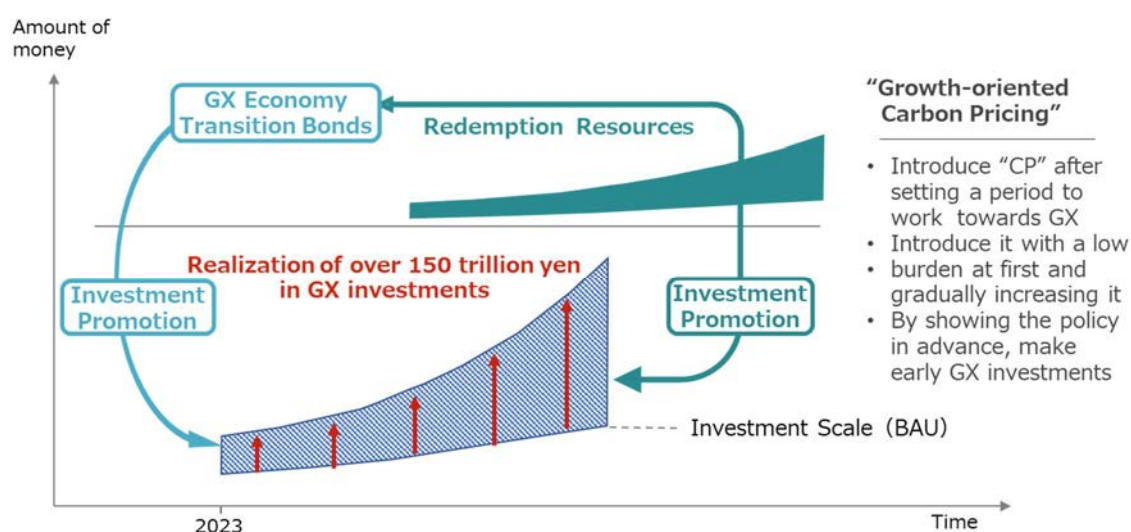 Amount of
money
GX Economy
Transition Bonds
Redemption Resources
Realization of over 150 trillion yen
in GX investments
Investment
Promotion
Investment
Promotion
Investment Scale（BAU）
2023
Time
“Growth-oriented
Carbon Pricing”
• Introduce “CP” after
setting a period to
work towards GX
• Introduce it with a low
• burden at first and
gradually increasing it
• By showing the policy
in advance, make
early GX investments